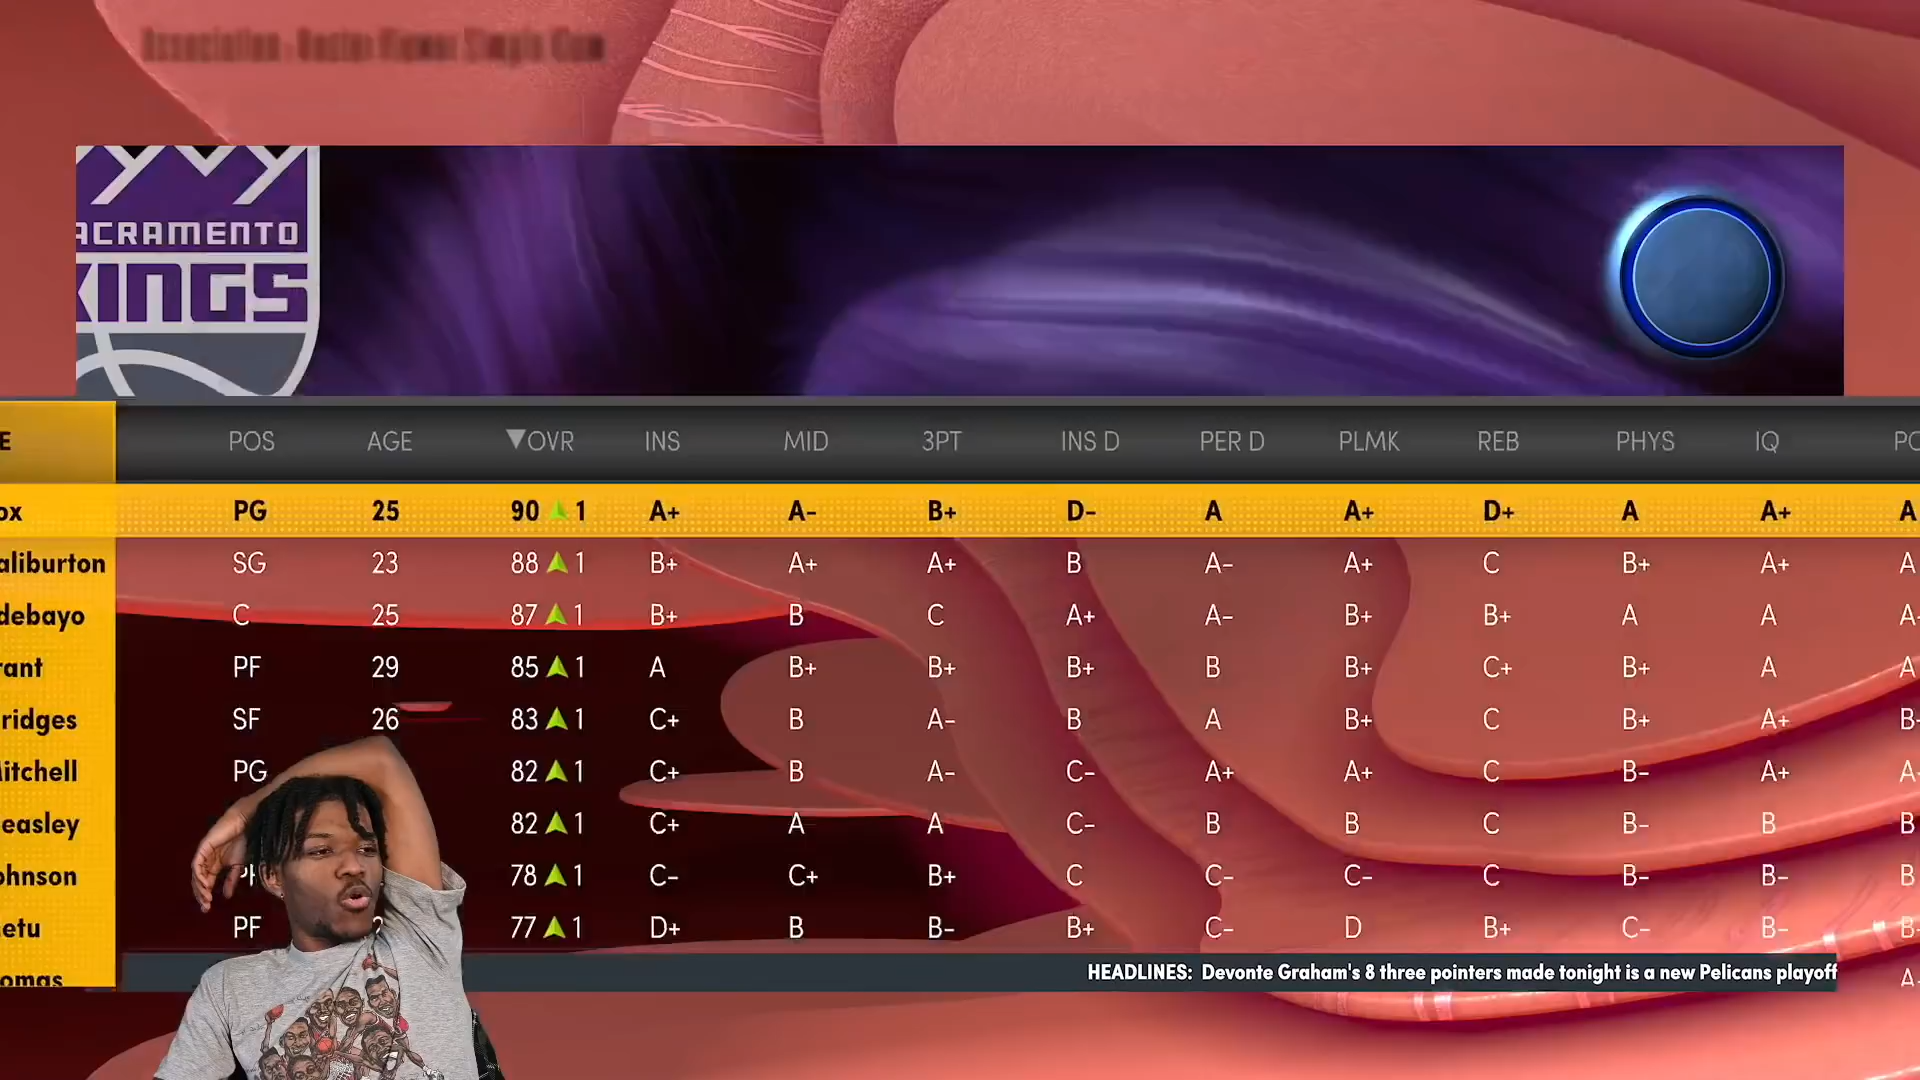 ACRAMENTO
KINGS
E POS AGE ▼OVR INS MID 3PT INS D PER D PLMK REB PHYS IQ PO
ox PG 25 90 ▲ 1 A+ A- B+ D- A A+ D+ A A+ A
aliburton SG 23 88 ▲ 1 B+ A+ A+ B A- A+ C B+ A+ A
debayo C 25 87 ▲ 1 B+ B C A+ A- B+ B+ A A A-
rant PF 29 85 ▲ 1 A B+ B+ B+ B B+ C+ B+ A A
ridges SF 26 83 ▲ 1 C+ B A- B A B+ C B+ A+ B-
itchell PG 82 ▲ 1 C+ B A- C- A+ A+ C B- A+ A-
easley 82 ▲ 1 C+ A A C- B B C B- B B
ohnson 78 ▲ 1 C- C+ B+ C C- C- C B- B- B
etu PF 77 ▲ 1 D+ B B- B+ C- D B+ C- B- B-
omas A-
HEADLINES: Devonte Graham's 8 three pointers made tonight is a new Pelicans playoff